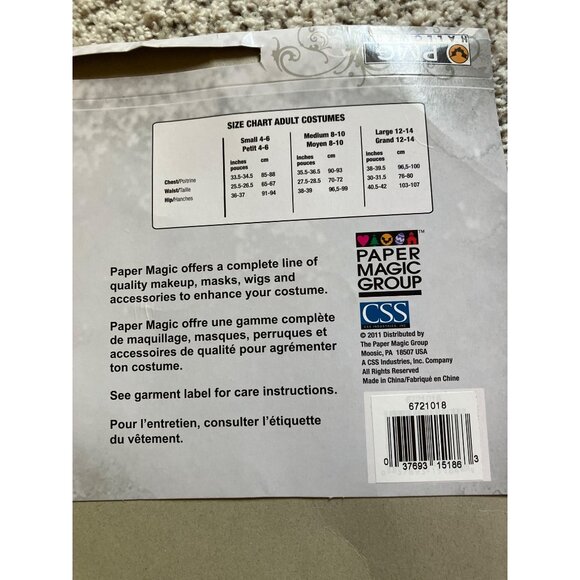 SIZE CHART ADULT COSTUMES
Small 4-6 Medium 8-10 Large 12-14
Petit 4-6 Moyen 8-10 Grand 12-14
Inches cm Inches cm Inches cm
pouces pouces pouces
Chest/Poitrine 33.5-34.5 85-88 35.5-36.5 90-93 38-39.5 96,5-100
Waist/Taille 25.5-26.5 65-67 27.5-28.5 70-72 30-31.5 76-80
Hip/Hanches 36-37 91-94 38-39 96,5-99 40.5-42 103-107
Paper Magic offers a complete line of
quality makeup, masks, wigs and
accessories to enhance your costume.
Paper Magic offre une gamme complète
de maquillage, masques, perruques et
accessoires de qualité pour agrémenter
ton costume.
See garment label for care instructions.
Pour l'entretien, consulter l'étiquette
du vêtement.
PAPER
MAGIC
GROUP
TM
CSS
CSS INDUSTRIES, INC.
© 2011 Distributed by
The Paper Magic Group
Moosic, PA 18507 USA
A CSS Industries, Inc. Company
All Rights Reserved
Made in China/Fabriqué en Chine
6721018
0 37693 15186 3